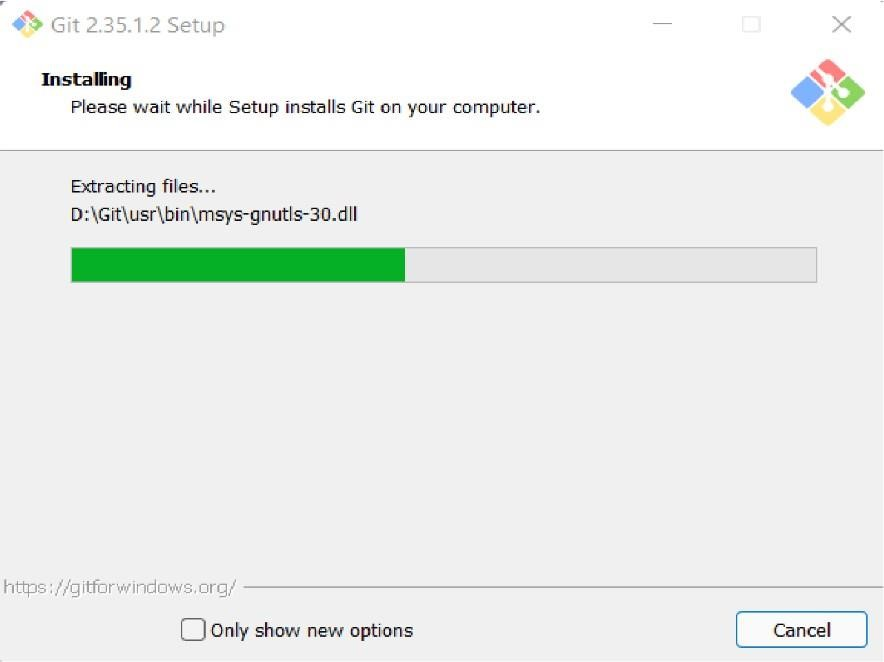 Git 2.35.1.2 Setup
Installing
Please wait while Setup installs Git on your computer.
Extracting files...
D:\Git\usr\bin\msys-gnutls-30.dll
https://gitforwindows.org/
Only show new options
Cancel